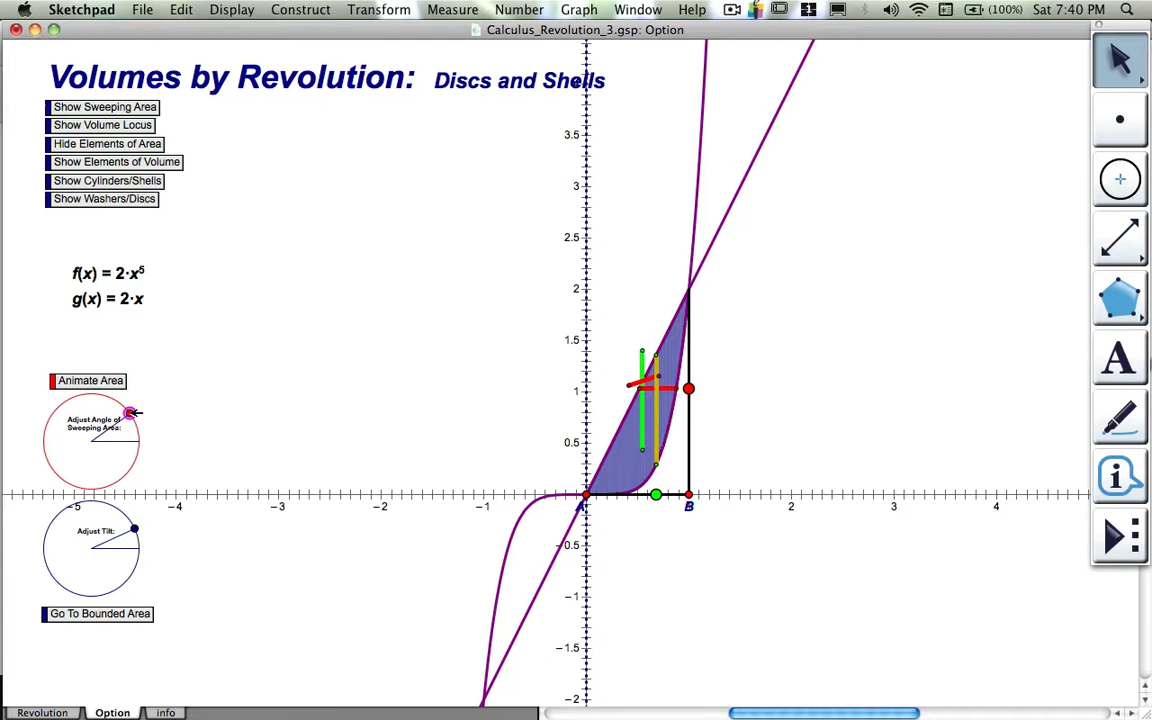 Sketchpad File Edit Display Construct Transform Measure Number Graph Window Help (100%) Sat 7:40 PM
Calculus_Revolution_3.gsp: Option
Volumes by Revolution: Discs and Shells
Show Sweeping Area
Show Volume Locus
Hide Elements of Area
Show Elements of Volume
Show Cylinders/Shells
Show Washers/Discs
3.5
3
2.5
2
1.5
1
0.5
f(x) = 2·x⁵
g(x) = 2·x
Animate Area
Adjust Angle of
Sweeping Area:
-5 -4 -3 -2 -1 A B 2 3 4
Adjust Tilt:
-0.5
-1
-1.5
-2
Go To Bounded Area
A
i
Revolution Option info